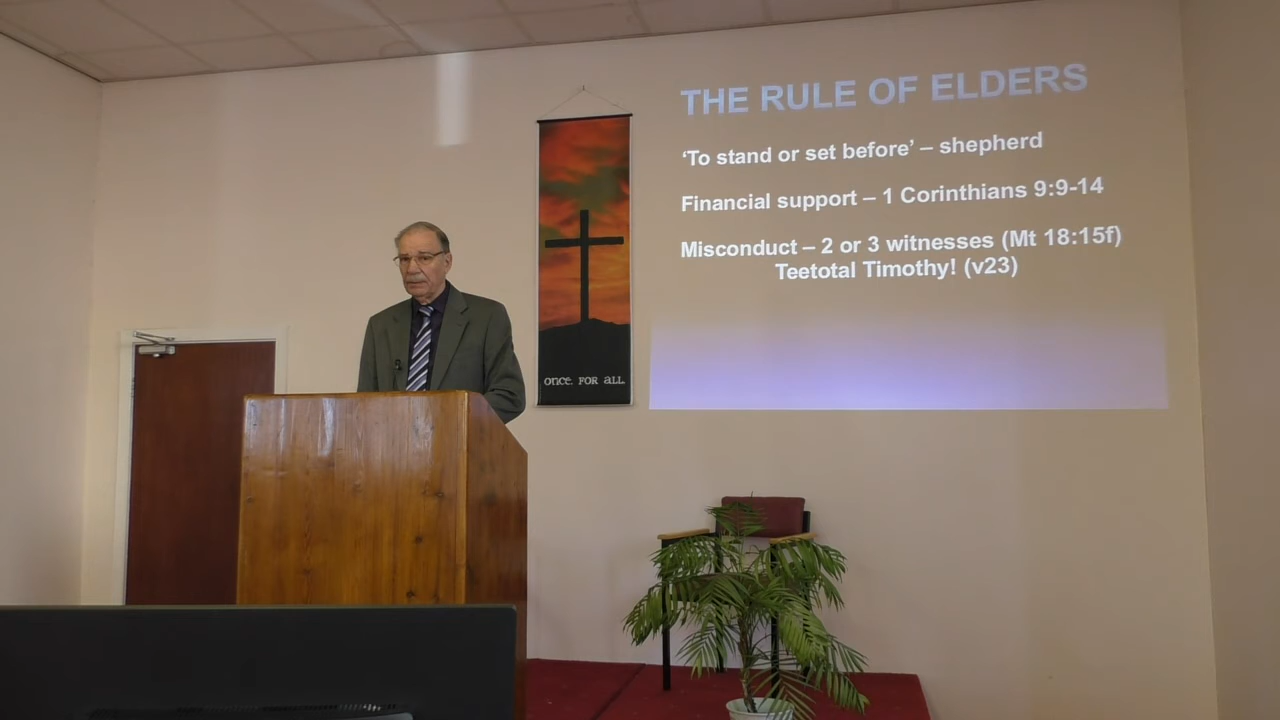 THE RULE OF ELDERS
‘To stand or set before’ – shepherd
Financial support – 1 Corinthians 9:9-14
Misconduct – 2 or 3 witnesses (Mt 18:15f)
Teetotal Timothy! (v23)
once. FOR all.